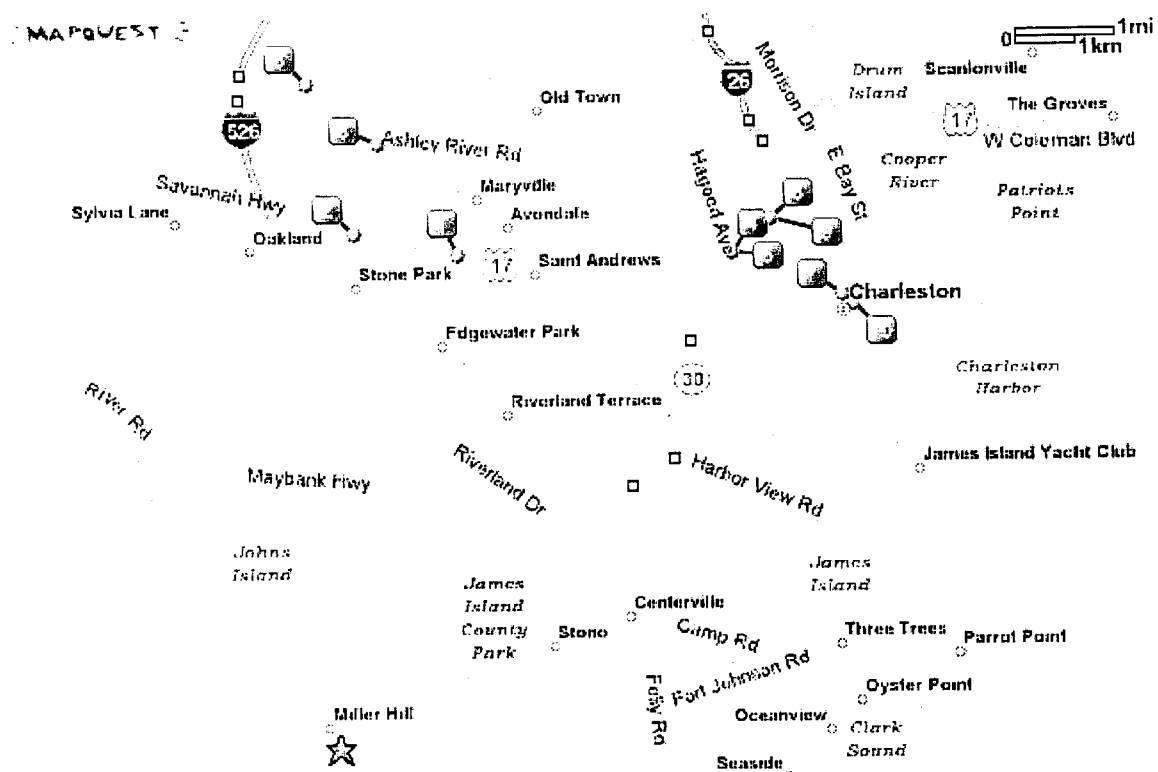 MAPQUEST
0 1mi
1km
Scanlonville
Drum
Island
Morrison Dr
26
Old Town
17
The Groves
W Coleman Blvd
526
Ashley River Rd
Cooper
River
E Bay St
Patriots
Point
Hagood Ave
Savannah Hwy
Maryville
Sylvia Lane
Avondale
Oakland
17
Saint Andrews
Stone Park
Charleston
Edgewater Park
Charleston
Harbor
30
River Rd
Riverland Terrace
James Island Yacht Club
Maybank Hwy
Riverland Dr
Harbor View Rd
Johns
Island
James
Island
James
Island
County
Park
Centerville
Stono
Camp Rd
Three Trees
Parrot Point
Fort Johnson Rd
Folly Rd
Oyster Point
Miller Hill
Oceanview
Clark
Sound
Seaside